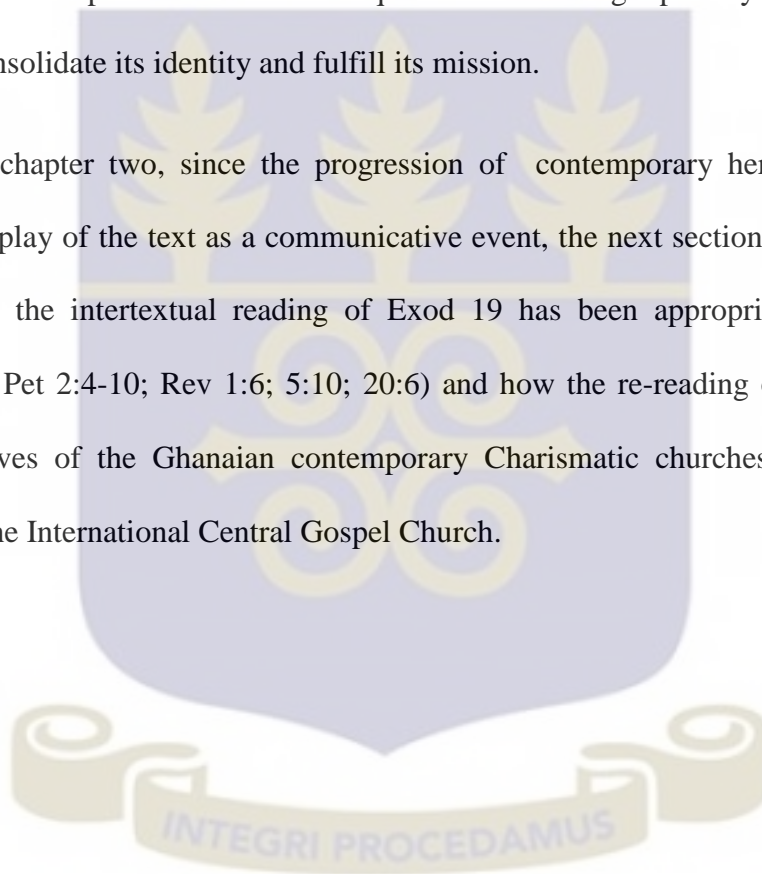 nsolidate its identity and fulfill its mission.
chapter two, since the progression of contemporary her
play of the text as a communicative event, the next section
the intertextual reading of Exod 19 has been appropri
Pet 2:4-10; Rev 1:6; 5:10; 20:6) and how the re-reading
ves of the Ghanaian contemporary Charismatic churches
he International Central Gospel Church.
INTEGRI PROCEDAMUS